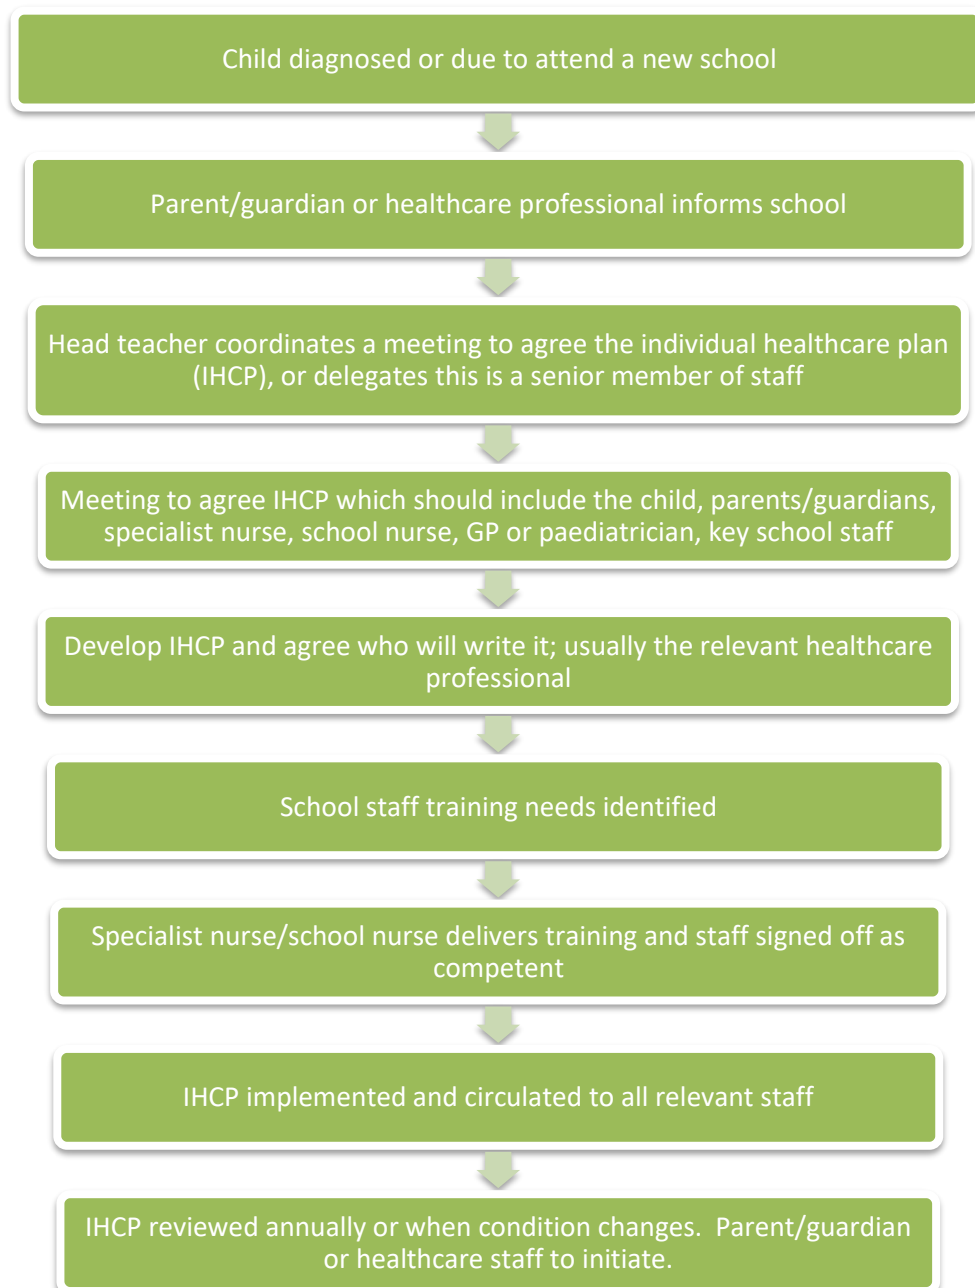 Child diagnosed or due to attend a new school
Parent/guardian or healthcare professional informs school
Head teacher coordinates a meeting to agree the individual healthcare plan
(IHCP), or delegates this is a senior member of staff
Meeting to agree IHCP which should include the child, parents/guardians,
specialist nurse, school nurse, GP or paediatrician, key school staff
Develop IHCP and agree who will write it; usually the relevant healthcare
professional
School staff training needs identified
Specialist nurse/school nurse delivers training and staff signed off as
competent
IHCP implemented and circulated to all relevant staff
IHCP reviewed annually or when condition changes.  Parent/guardian
or healthcare staff to initiate.